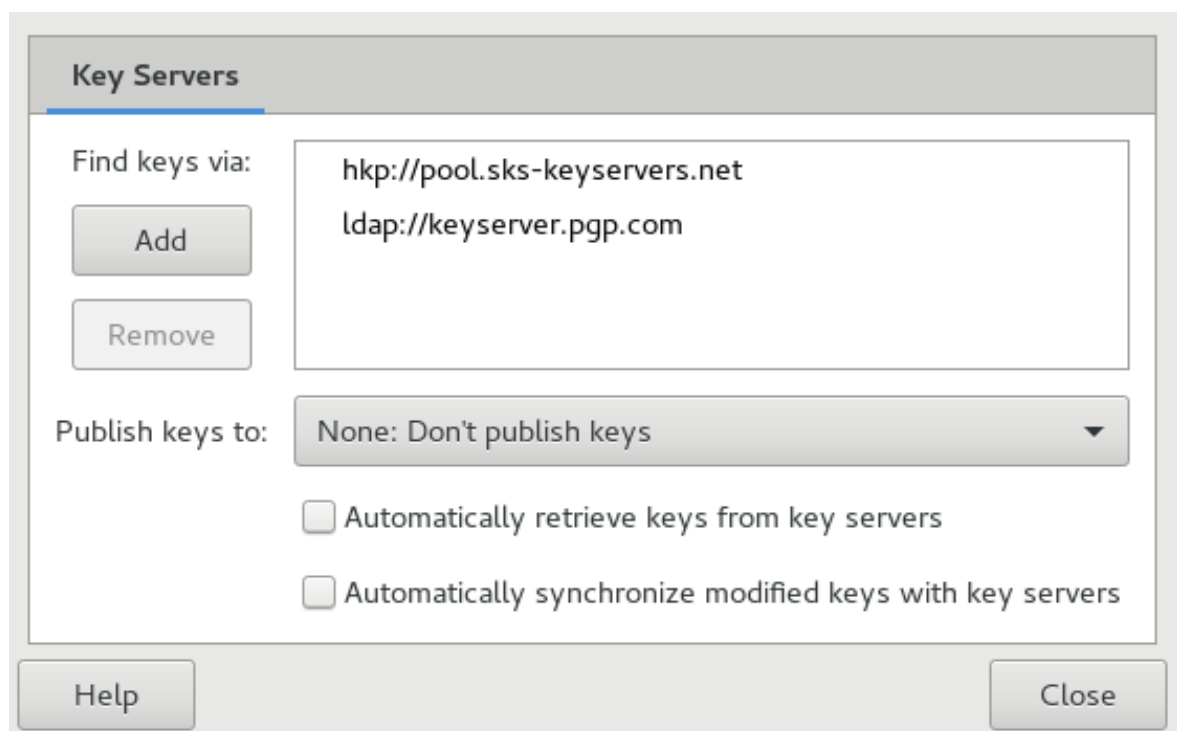 Key Servers
Find keys via:
hkp://pool.sks-keyservers.net
ldap://keyserver.pgp.com
Add
Remove
Publish keys to:
None: Don't publish keys
Automatically retrieve keys from key servers
Automatically synchronize modified keys with key servers
Help
Close